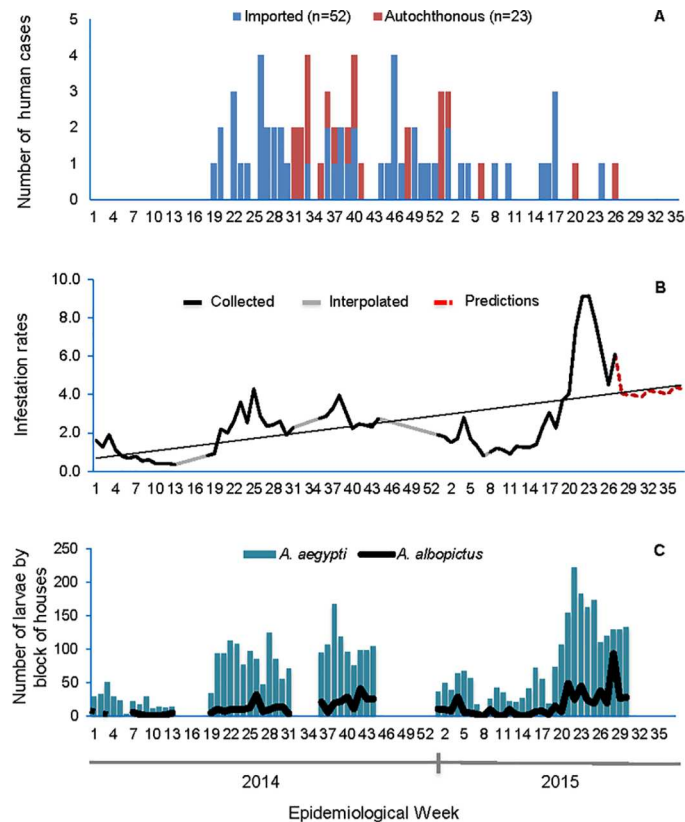 Imported (n=52) Autochthonous (n=23) A
Number of human cases
5
4
3
2
1
0
1 4 7 10 13 16 19 22 25 28 31 34 37 40 43 46 49 52 2 5 8 11 14 17 20 23 26 29 32 35
B
Collected Interpolated Predictions
Infestation rates
10.0
8.0
6.0
4.0
2.0
0.0
1 4 7 10 13 16 19 22 25 28 31 34 37 40 43 46 49 52 2 5 8 11 14 17 20 23 26 29 32 35
C
A. aegypti A. albopictus
Number of larvae by
block of houses
250
200
150
100
50
0
1 4 7 10 13 16 19 22 25 28 31 34 37 40 43 46 49 52 2 5 8 11 14 17 20 23 26 29 32 35
2014 2015
Epidemiological Week